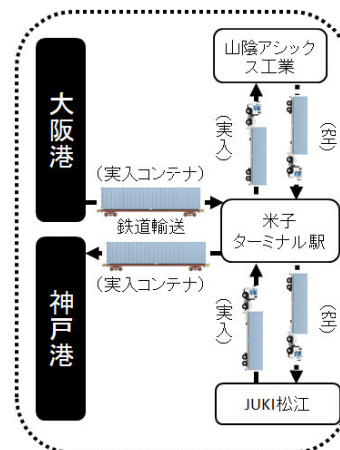 山陰アシック
ス工業
大阪港
(実入)
(空)
(実入コンテナ)
鉄道輸送
米子
ターミナル駅
(実入コンテナ)
神戸港
(実入)
(空)
JUKI松江